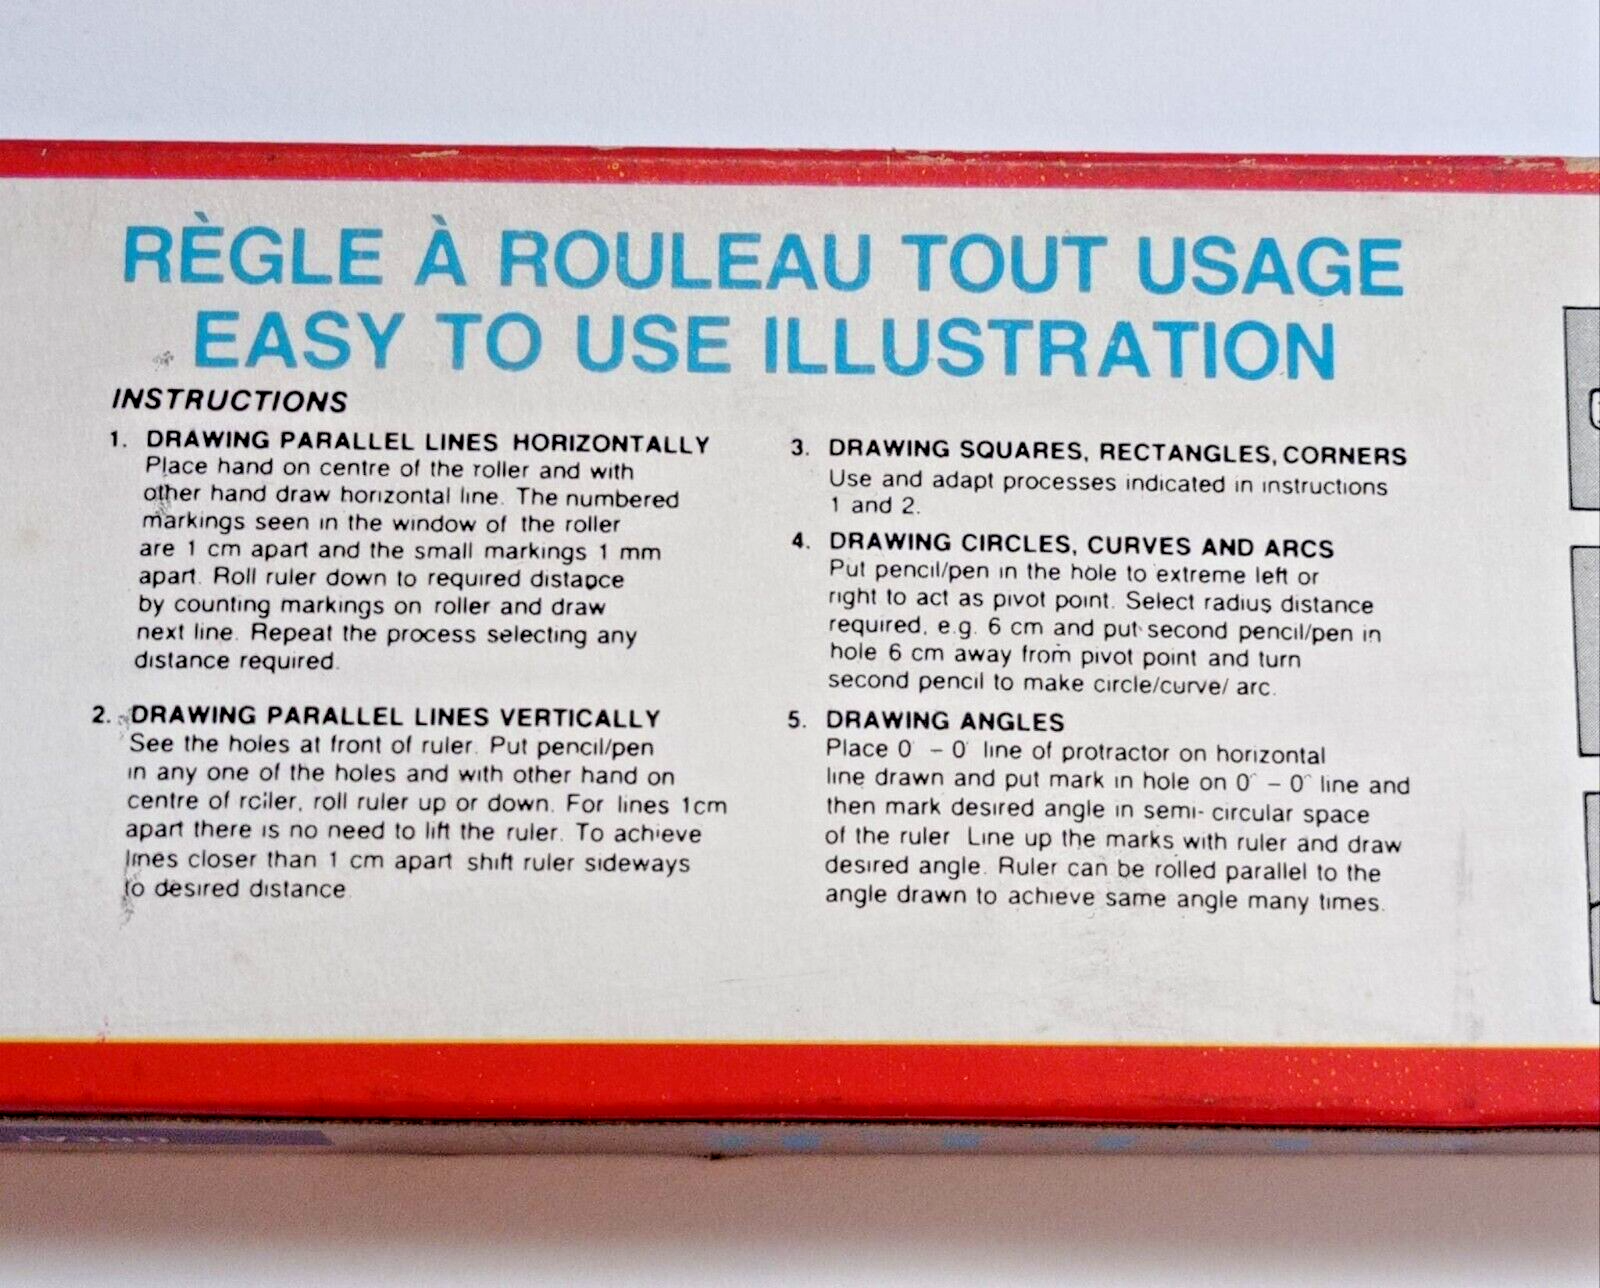 RÈGLE À ROULEAU TOUT USAGE
EASY TO USE ILLUSTRATION
INSTRUCTIONS
1. DRAWING PARALLEL LINES HORIZONTALLY
Place hand on centre of the roller and with
other hand draw horizontal line. The numbered
markings seen in the window of the roller
are 1 cm apart and the small markings 1 mm
apart. Roll ruler down to required distance
by counting markings on roller and draw
next line. Repeat the process selecting any
distance required.
2. DRAWING PARALLEL LINES VERTICALLY
See the holes at front of ruler. Put pencil/pen
in any one of the holes and with other hand on
centre of roller, roll ruler up or down. For lines 1cm
apart there is no need to lift the ruler. To achieve
lines closer than 1 cm apart shift ruler sideways
to desired distance.
3. DRAWING SQUARES, RECTANGLES, CORNERS
Use and adapt processes indicated in instructions
1 and 2.
4. DRAWING CIRCLES, CURVES AND ARCS
Put pencil/pen in the hole to extreme left or
right to act as pivot point. Select radius distance
required, e.g. 6 cm and put second pencil/pen in
hole 6 cm away from pivot point and turn
second pencil to make circle/curve/ arc.
5. DRAWING ANGLES
Place 0° – 0° line of protractor on horizontal
line drawn and put mark in hole on 0° – 0° line and
then mark desired angle in semi-circular space
of the ruler Line up the marks with ruler and draw
desired angle. Ruler can be rolled parallel to the
angle drawn to achieve same angle many times.